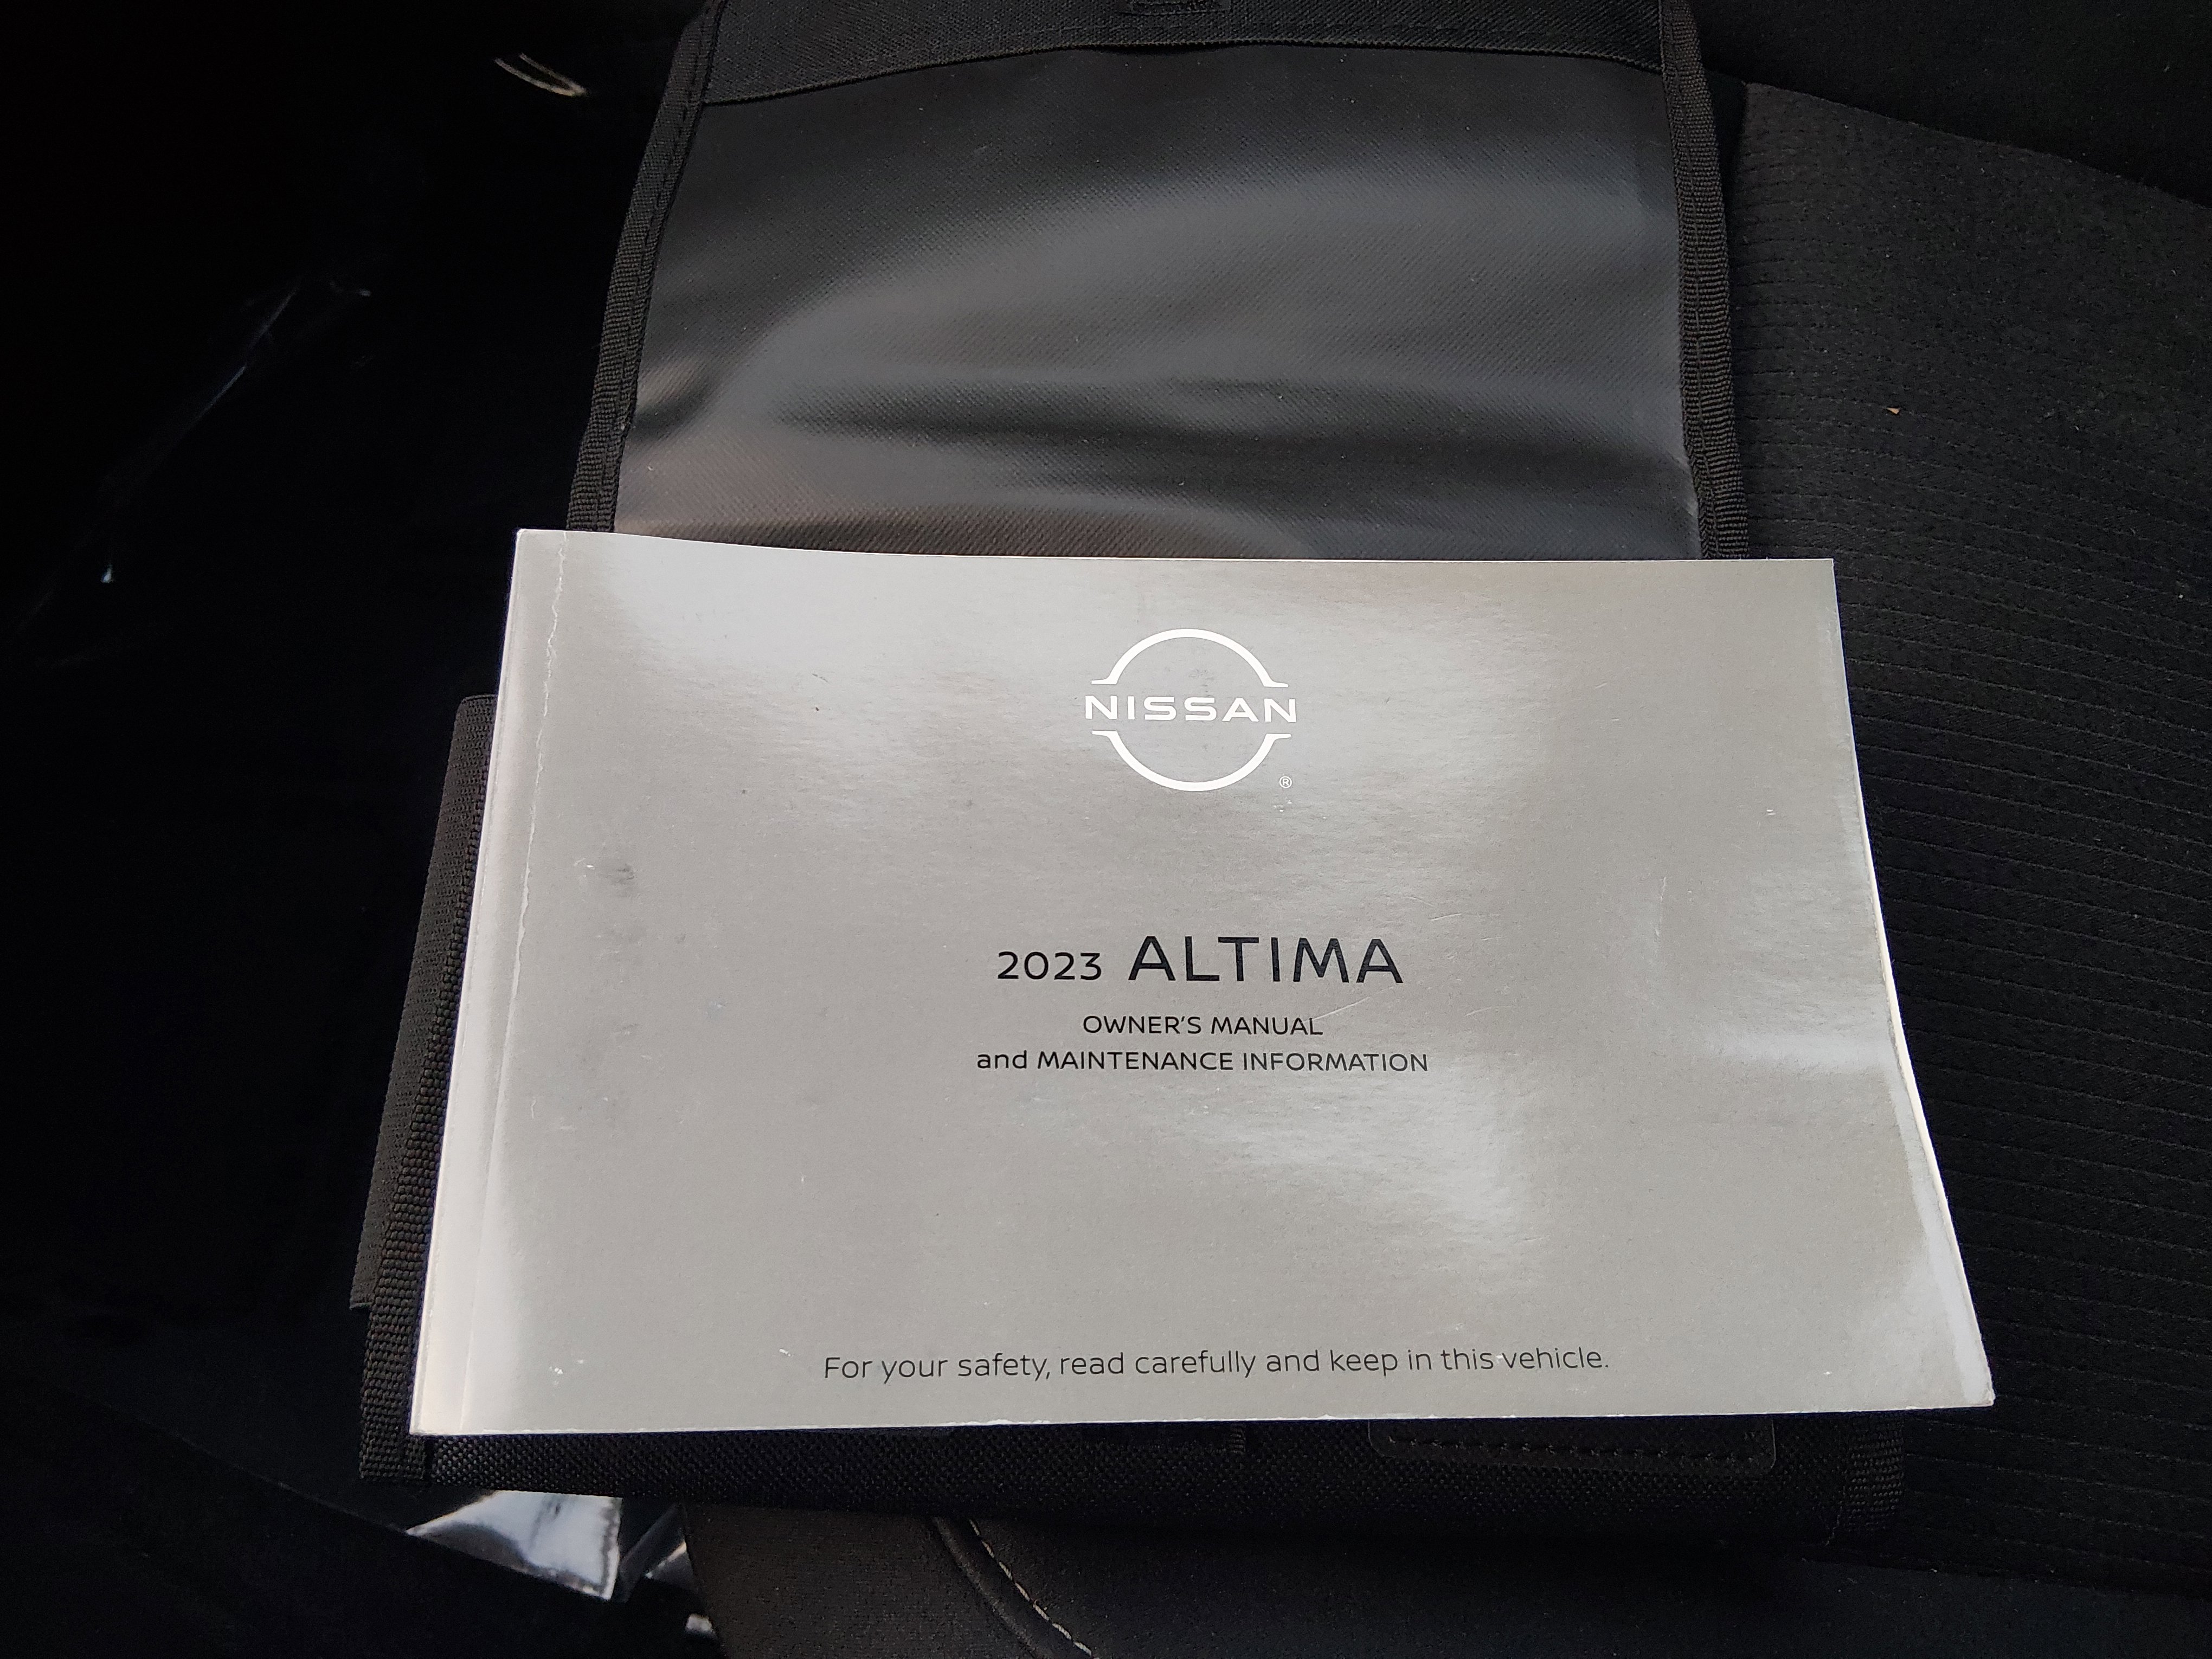 NISSAN
®
2023 ALTIMA
OWNER'S MANUAL
and MAINTENANCE INFORMATION
For your safety, read carefully and keep in this vehicle.